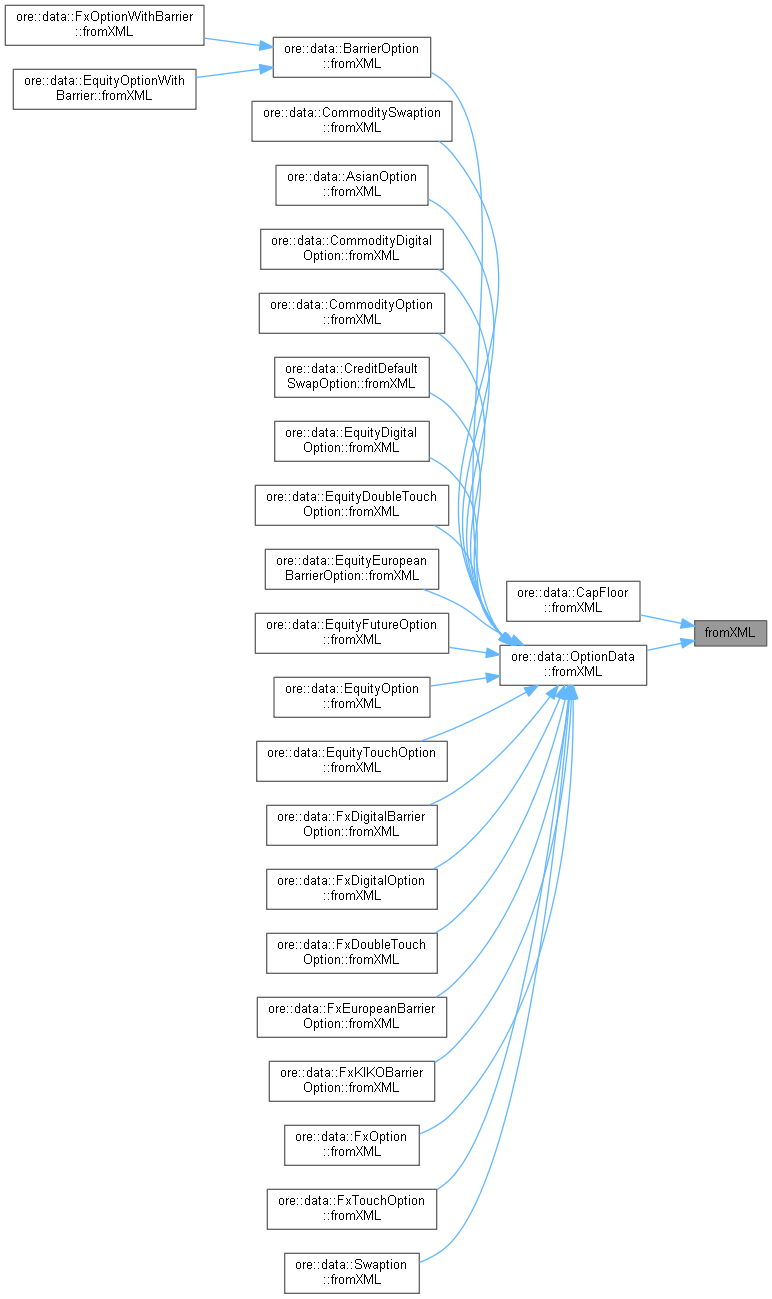 ore::data::FxOptionWithBarrier
::fromXML
ore::data::EquityOptionWith
Barrier::fromXML
ore::data::BarrierOption
::fromXML
ore::data::CommoditySwaption
::fromXML
ore::data::AsianOption
::fromXML
ore::data::CommodityDigital
Option::fromXML
ore::data::CommodityOption
::fromXML
ore::data::CreditDefault
SwapOption::fromXML
ore::data::EquityDigital
Option::fromXML
ore::data::EquityDoubleTouch
Option::fromXML
ore::data::EquityEuropean
BarrierOption::fromXML
ore::data::EquityFutureOption
::fromXML
ore::data::EquityOption
::fromXML
ore::data::EquityTouchOption
::fromXML
ore::data::FxDigitalBarrier
Option::fromXML
ore::data::FxDigitalOption
::fromXML
ore::data::FxDoubleTouch
Option::fromXML
ore::data::FxEuropeanBarrier
Option::fromXML
ore::data::FxKIKOBarrier
Option::fromXML
ore::data::FxOption
::fromXML
ore::data::FxTouchOption
::fromXML
ore::data::Swaption
::fromXML
ore::data::CapFloor
::fromXML
ore::data::OptionData
::fromXML
fromXML